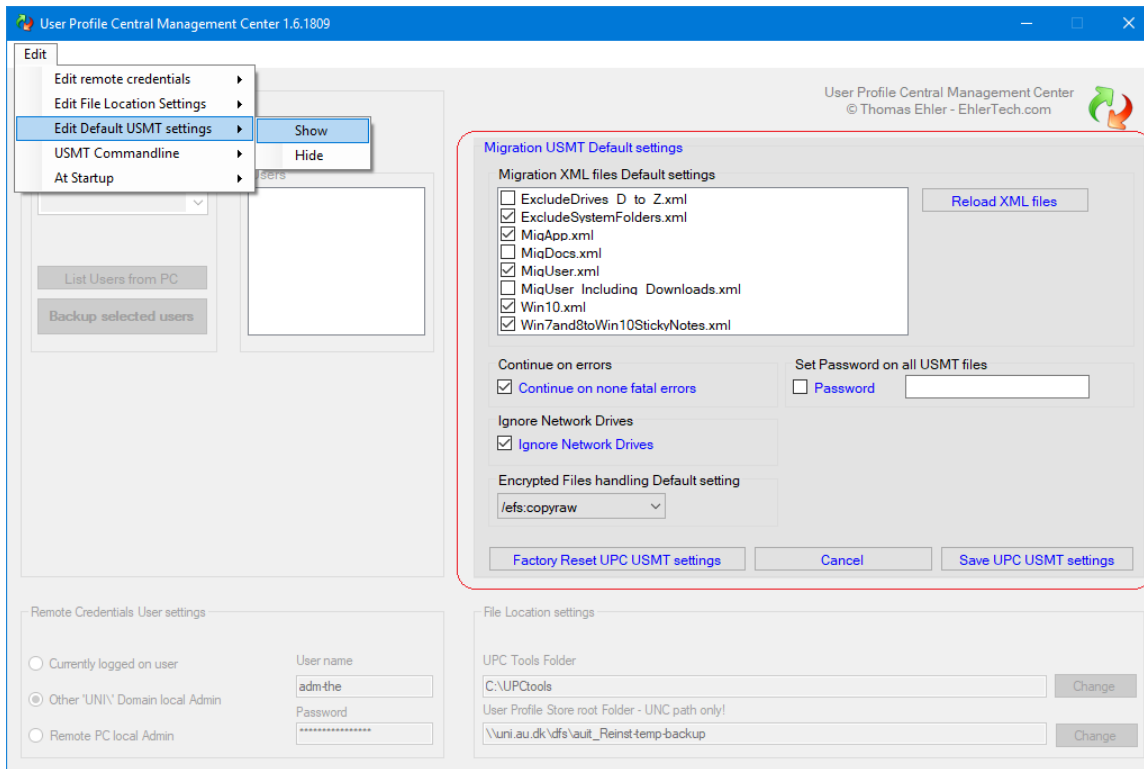 User Profile Central Management Center 1.6.1809
Edit
Edit remote credentials
Edit File Location Settings
Edit Default USMT settings
USMT Commandline
At Startup
Show
Hide
User Profile Central Management Center
© Thomas Ehler - EhlerTech.com
sers
List Users from PC
Backup selected users
Migration USMT Default settings
Migration XML files Default settings
ExcludeDrives_D_to_Z.xml
ExcludeSystemFolders.xml
MigApp.xml
MigDocs.xml
MigUser.xml
MigUser_Including_Downloads.xml
Win10.xml
Win7and8toWin10StickyNotes.xml
Reload XML files
Continue on errors
Continue on none fatal errors
Set Password on all USMT files
Password
Ignore Network Drives
Ignore Network Drives
Encrypted Files handling Default setting
/efs:copyraw
Factory Reset UPC USMT settings
Cancel
Save UPC USMT settings
Remote Credentials User settings
Currently logged on user
Other 'UNI\' Domain local Admin
Remote PC local Admin
User name
adm-the
Password
****************
File Location settings
UPC Tools Folder
C:\UPCtools
Change
User Profile Store root Folder - UNC path only!
\\uni.au.dk\dfs\auit_Reinst-temp-backup
Change